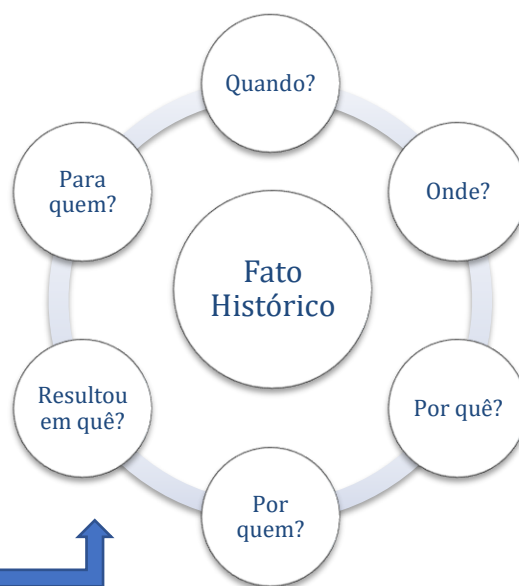 Quando?
Onde?
Por quê?
Por
quem?
Resultou
em quê?
Para
quem?
Fato
Histórico